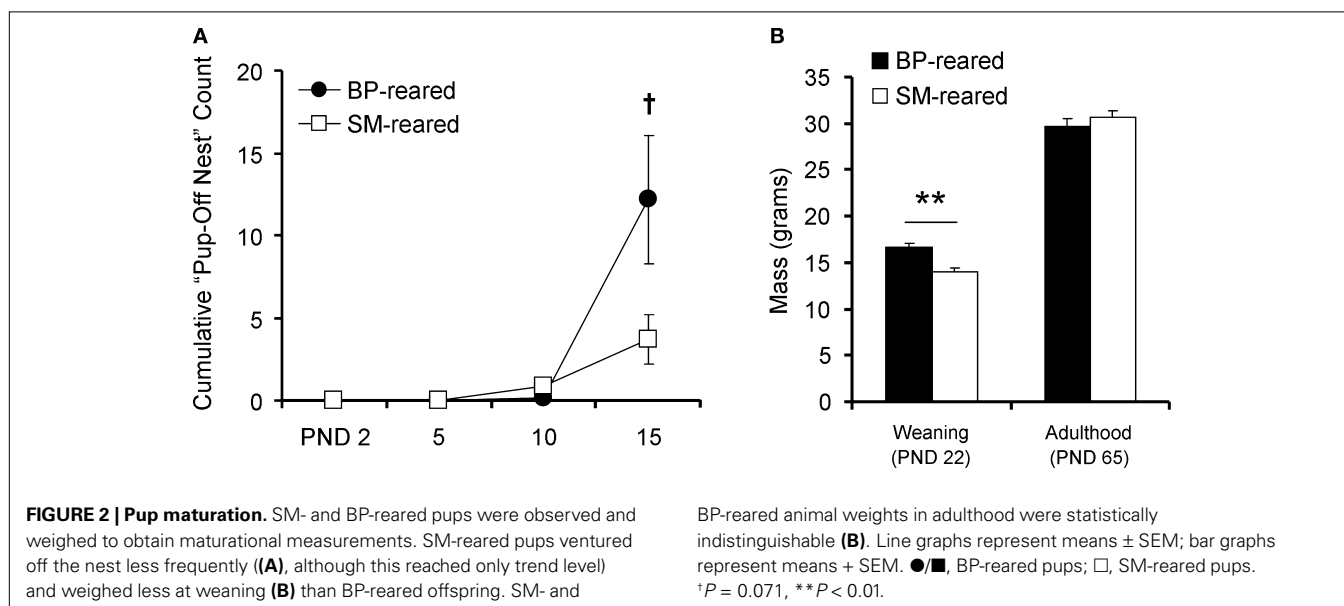 A
Cumulative “Pup-Off Nest” Count
20
15
10
5
0
BP-reared
SM-reared
†
PND 2 5 10 15
B
Mass (grams)
35
30
25
20
15
10
5
0
BP-reared
SM-reared
**
Weaning
(PND 22)
Adulthood
(PND 65)
FIGURE 2 | Pup maturation. SM- and BP-reared pups were observed and
weighed to obtain maturational measurements. SM-reared pups ventured
off the nest less frequently ((A), although this reached only trend level)
and weighed less at weaning (B) than BP-reared offspring. SM- and
BP-reared animal weights in adulthood were statistically
indistinguishable (B). Line graphs represent means ± SEM; bar graphs
represent means + SEM. ●/■, BP-reared pups; □, SM-reared pups.
†P = 0.071, **P < 0.01.